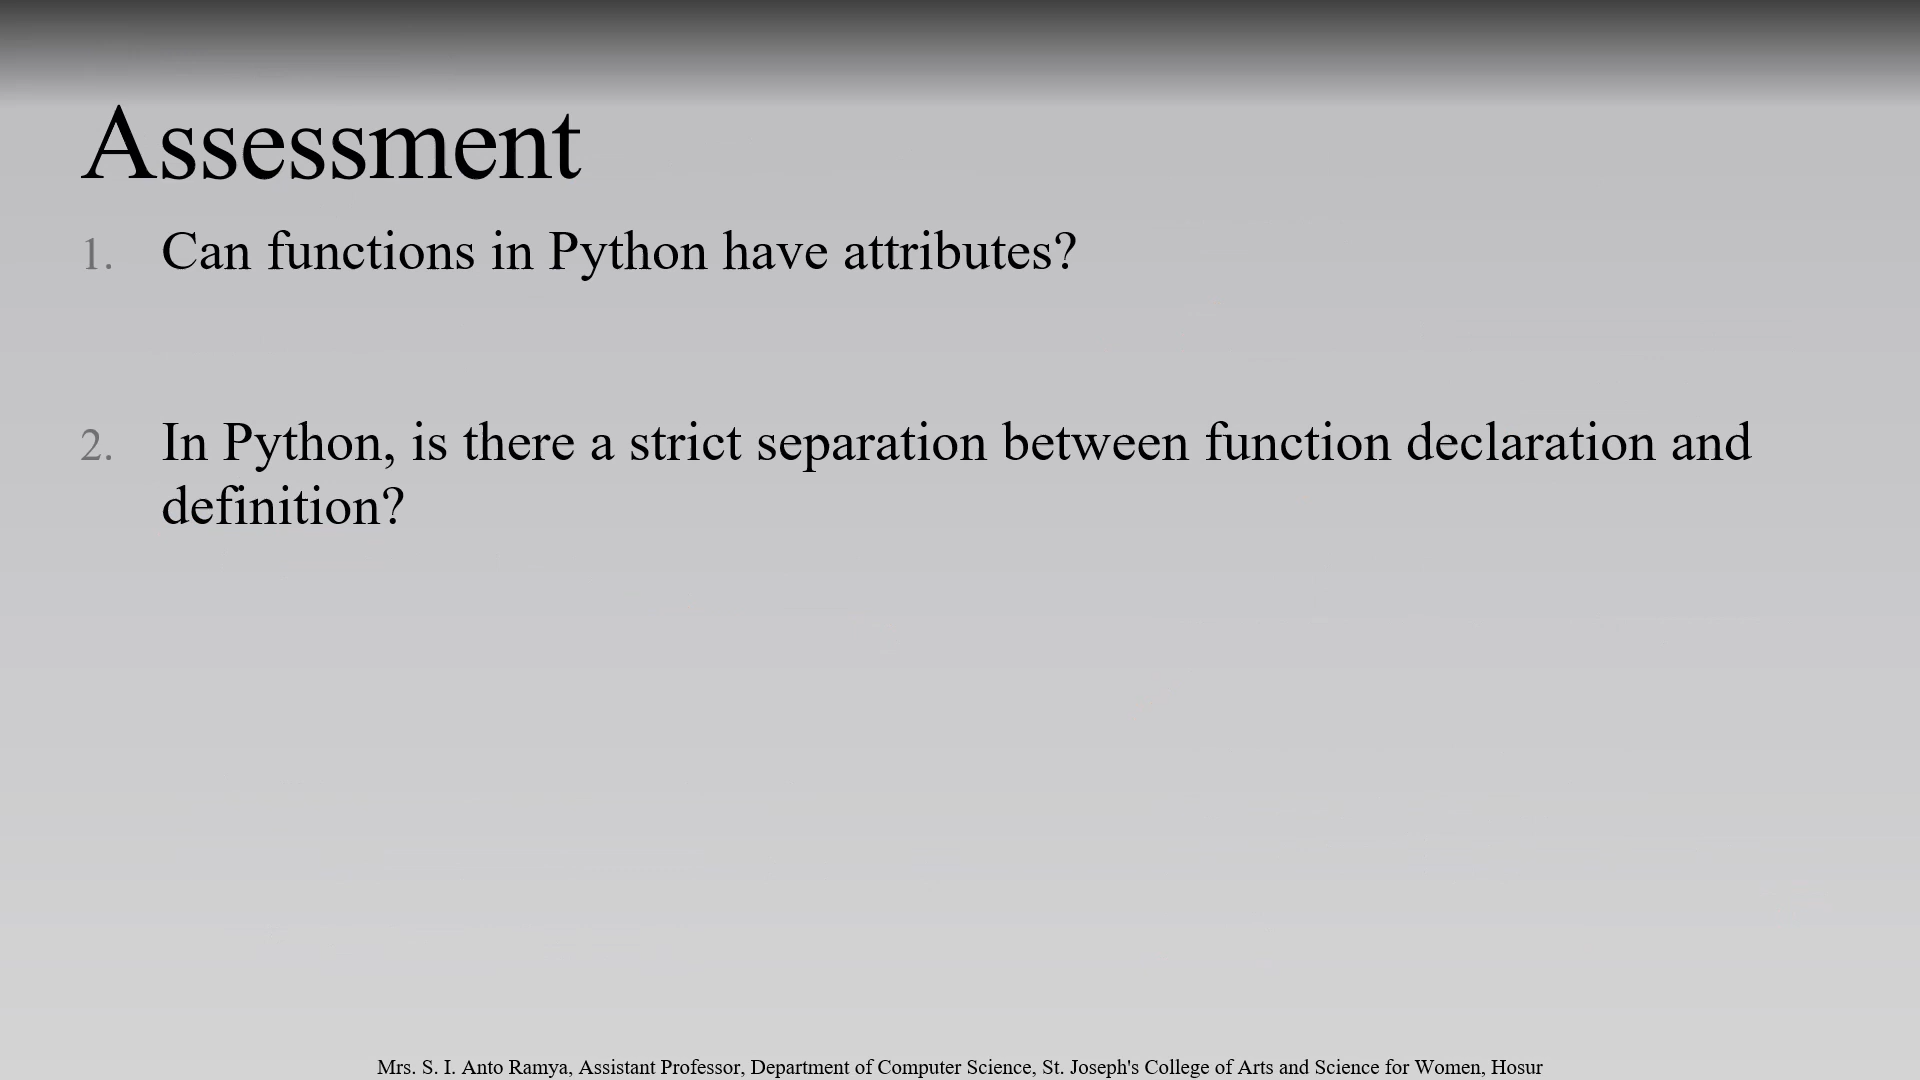 Assessment
1. Can functions in Python have attributes?
2. In Python, is there a strict separation between function declaration and
definition?
Mrs. S. I. Anto Ramya, Assistant Professor, Department of Computer Science, St. Joseph's College of Arts and Science for Women, Hosur